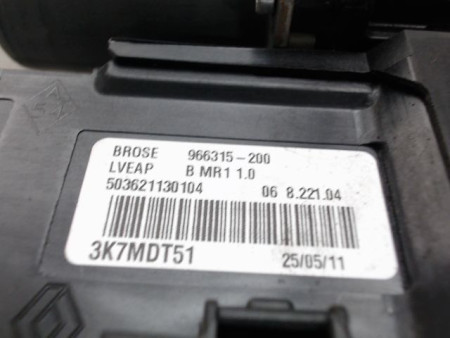 BROSE 966315-200
LVEAP B MR1 1.0
503621130104 06 8.221.04
3K7MDT51 25/05/11